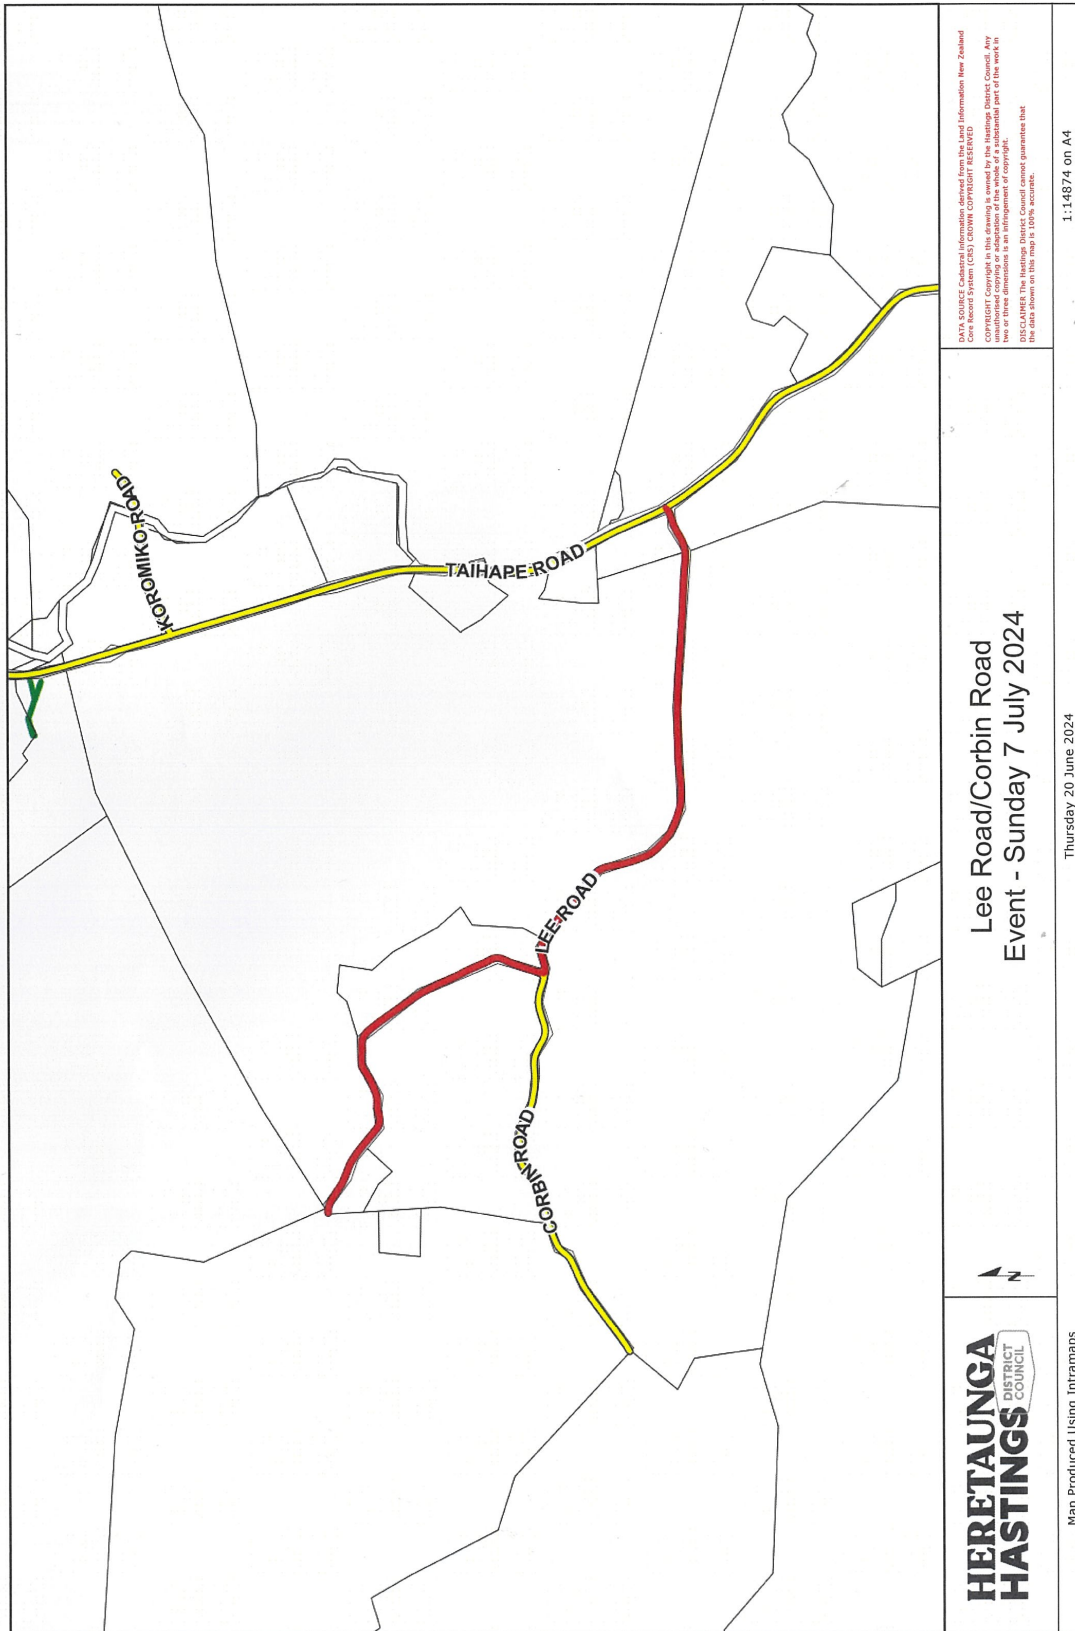 KOROMIKO ROAD
TAIHAPE ROAD
LEE ROAD
CORBIN ROAD
HERETAUNGA
HASTINGS
DISTRICT
COUNCIL
N
Lee Road/Corbin Road
Event - Sunday 7 July 2024
DATA SOURCE Cadastral information derived from the Land Information New Zealand
Core Record System (CRS) CROWN COPYRIGHT RESERVED
COPYRIGHT Copyright in this drawing is owned by the Hastings District Council. Any
unauthorised copying or adaptation of the whole of a substantial part of the work in
two or three dimensions is an infringement of copyright.
DISCLAIMER The Hastings District Council cannot guarantee that
the data shown on this map is 100% accurate.
Map Produced Using Intramaps
Thursday 20 June 2024
1:14874 on A4